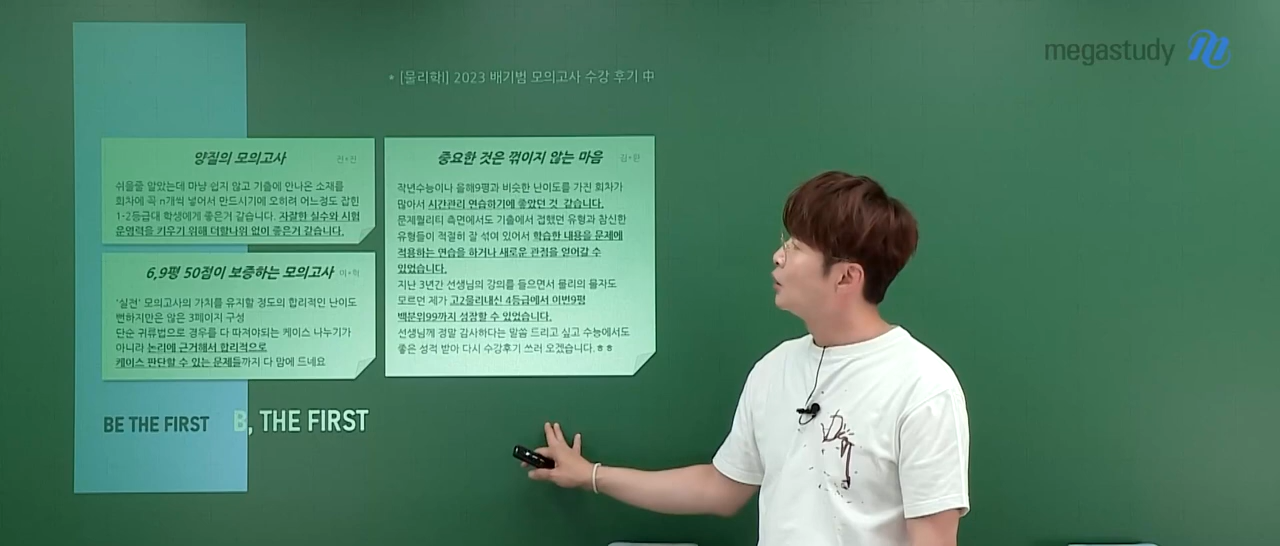 megastudy
• [물리학I] 2023 배기범 모의고사 수강 후기 中
양질의 모의고사
전*전
쉬울줄 알았는데 마냥 쉽지 않고 기출에 안나온 소재를
회차에 꼭 n개씩 넣어서 만드시기에 오히려 어느정도 잡힌
1-2등급대 학생에게 좋은거 같습니다. 자잘한 실수와 시험
운영력을 키우기 위해 더할나위 없이 좋은거 같습니다.
6,9평 50점이 보증하는 모의고사
'실전' 모의고사의 가치를 유지할 정도의 합리적인 난이도
뻔하지만은 않은 3페이지 구성
단순 귀류법으로 경우를 다 따져야되는 케이스 나누기가
아니라 논리에 근거해서 합리적으로
케이스 판단할 수 있는 문제들까지 다 맘에 드네요
중요한 것은 꺾이지 않는 마음
김*완
작년수능이나 올해9평과 비슷한 난이도를 가진 회차가
많아서 시간관리 연습하기에 좋았던 것 같습니다.
문제퀄리티 측면에서도 기출에서 접했던 유형과 참신한
유형들이 적절히 잘 섞여 있어서 학습한 내용을 문제에
적용하는 연습을 하거나 새로운 관점을 얻어갈 수
있었습니다.
지난 3년간 선생님의 강의를 들으면서 물리의 물자도
모르던 제가 고2물리내신 4등급에서 이번9평
백분위99까지 성장할 수 있었습니다.
선생님께 정말 감사하다는 말씀 드리고 싶고 수능에서도
좋은 성적 받아 다시 수강후기 쓰러 오겠습니다.ㅎㅎ
BE THE FIRST
B, THE FIRST